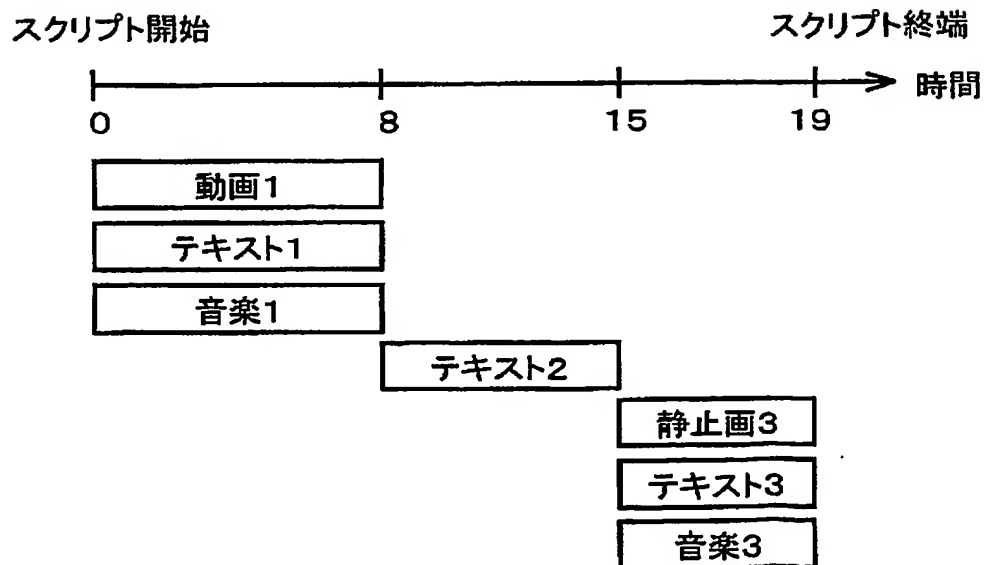 スクリプト開始
スクリプト終端
時間
0 8 15 19
動画1
テキスト1
音楽1
テキスト2
静止画3
テキスト3
音楽3